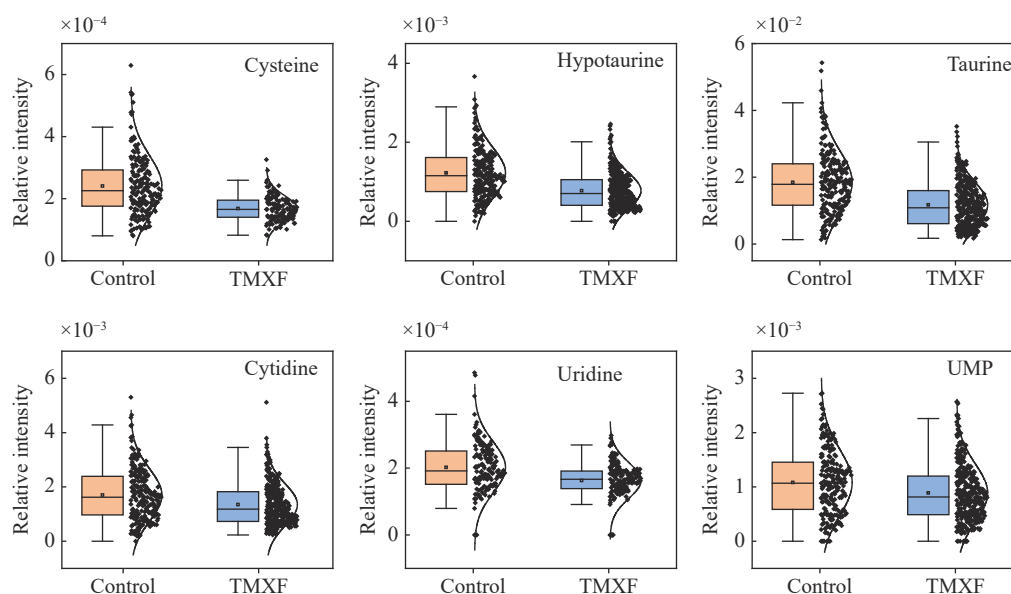 ×10⁻⁴
Cysteine
Relative intensity
6
4
2
0
Control TMXF
×10⁻³
Hypotaurine
Relative intensity
4
2
0
Control TMXF
×10⁻²
Taurine
Relative intensity
6
4
2
0
Control TMXF
×10⁻³
Cytidine
Relative intensity
6
4
2
0
Control TMXF
×10⁻⁴
Uridine
Relative intensity
4
2
0
Control TMXF
×10⁻³
UMP
Relative intensity
3
2
1
0
Control TMXF